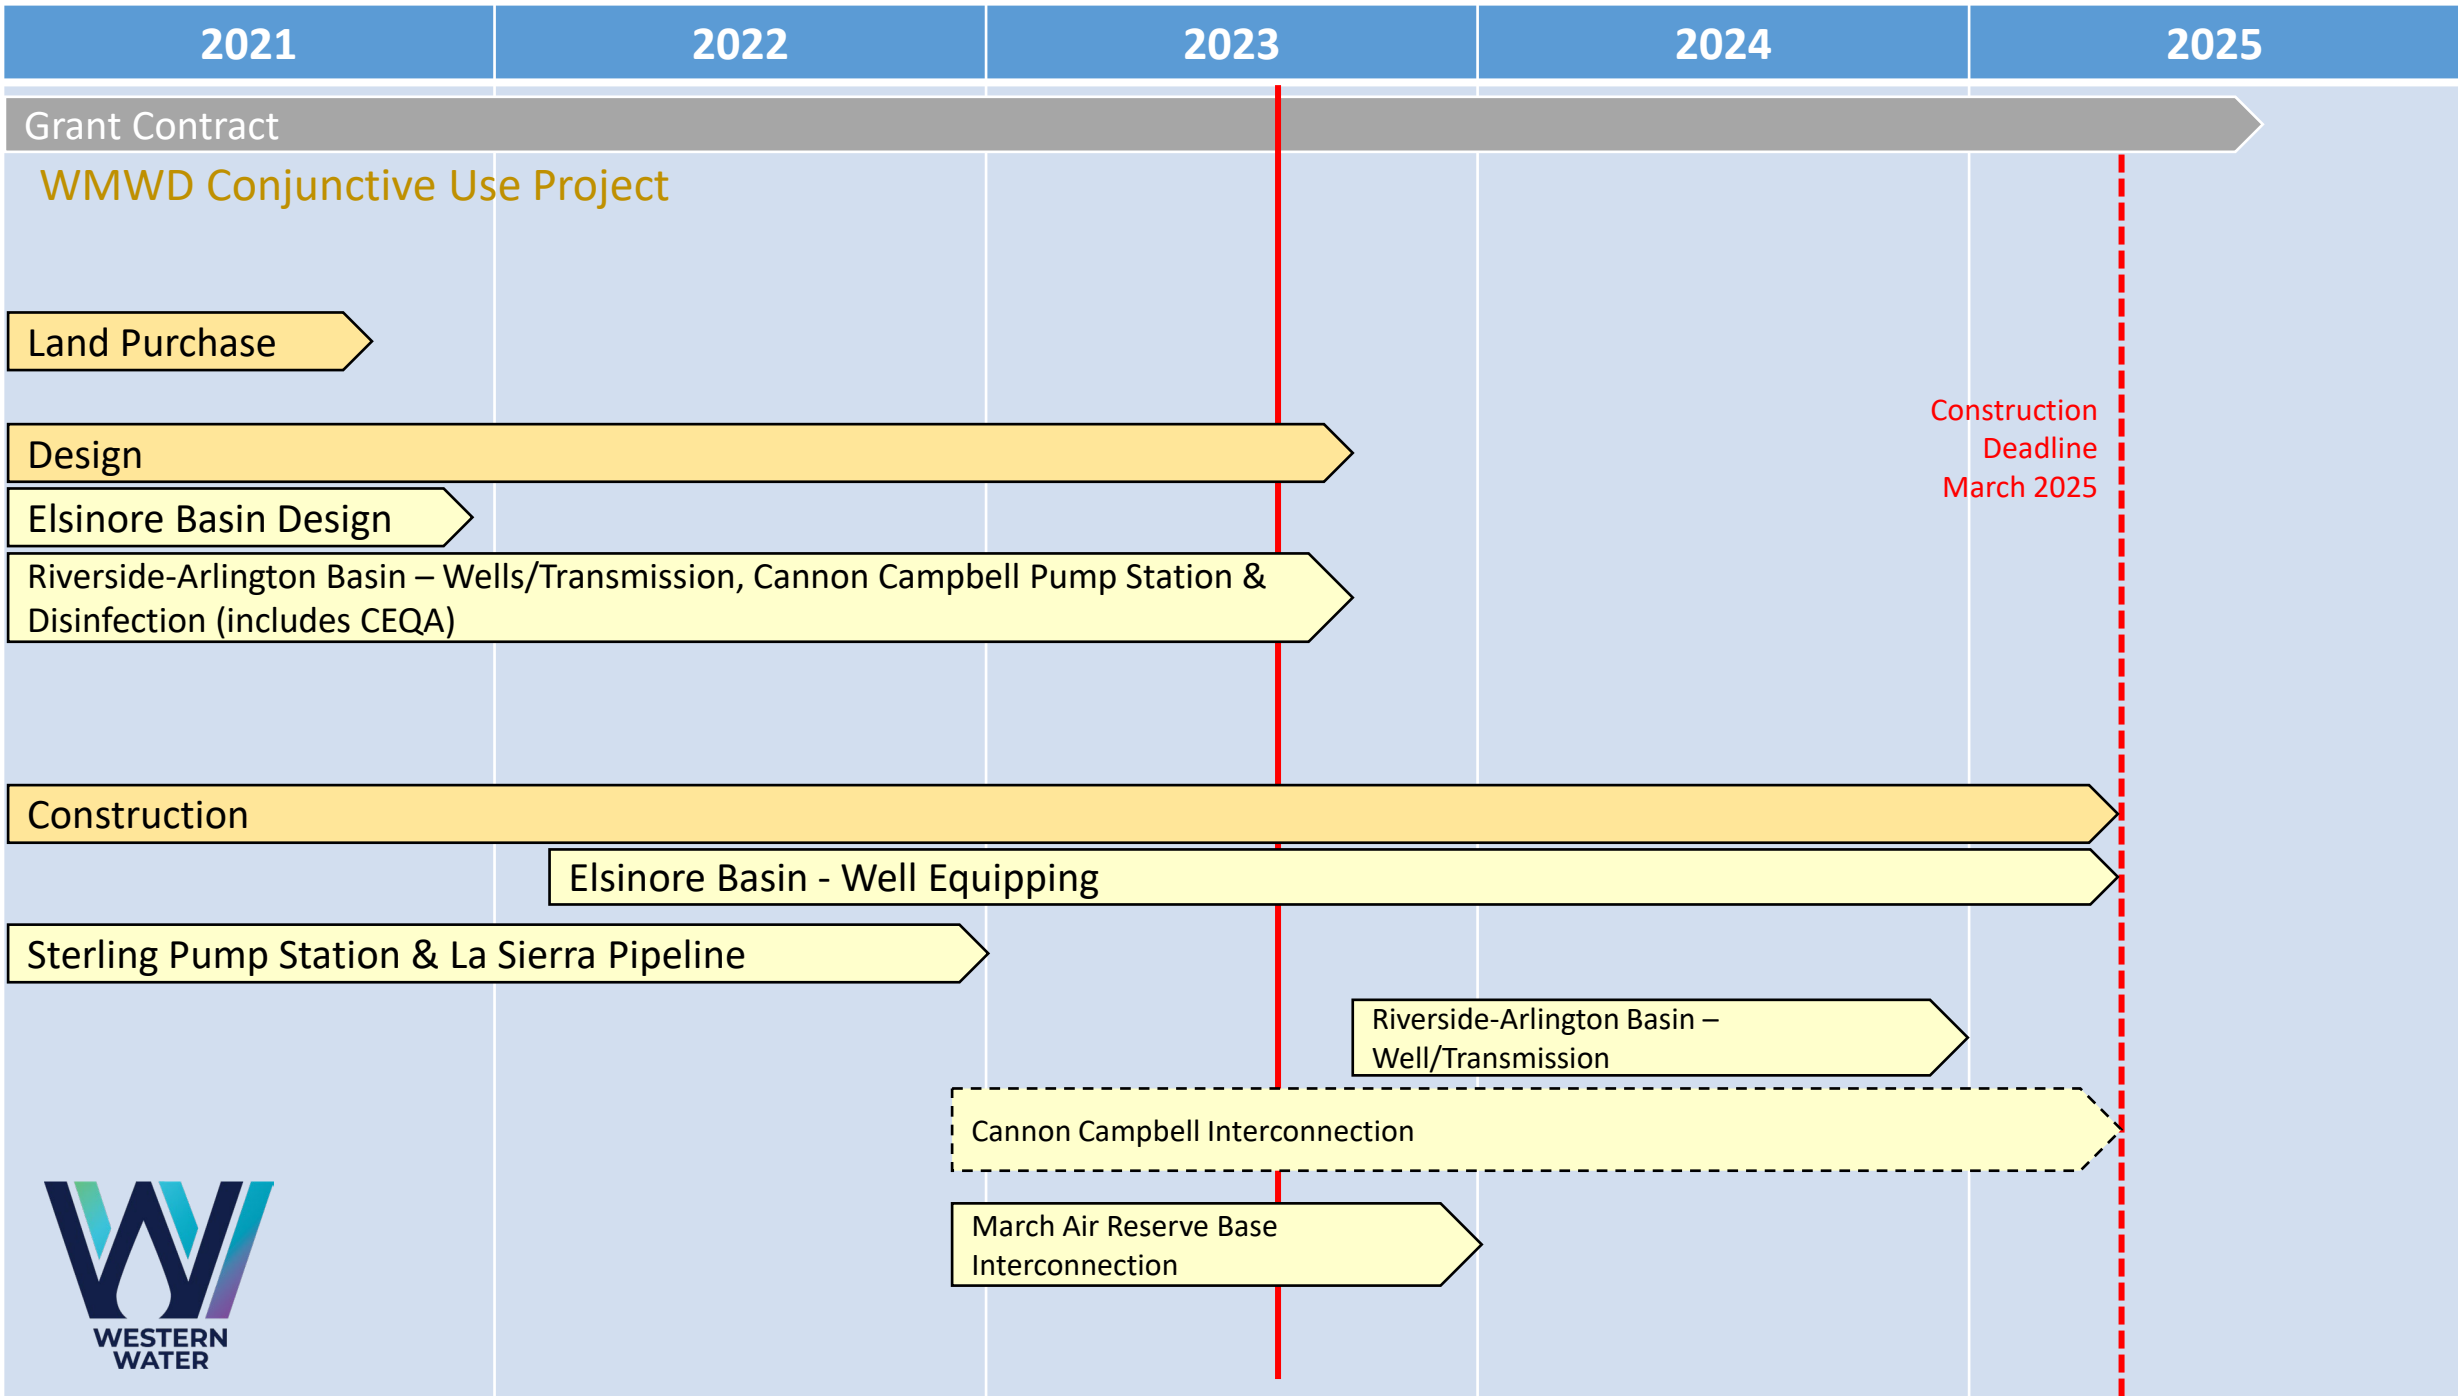 2021
2022
2023
2024
2025
Grant Contract
WMWD Conjunctive Use Project
Land Purchase
Construction
Deadline
March 2025
Design
Elsinore Basin Design
Riverside-Arlington Basin – Wells/Transmission, Cannon Campbell Pump Station &
Disinfection (includes CEQA)
Construction
Elsinore Basin - Well Equipping
Sterling Pump Station & La Sierra Pipeline
Riverside-Arlington Basin –
Well/Transmission
Cannon Campbell Interconnection
March Air Reserve Base
Interconnection
WESTERN
WATER